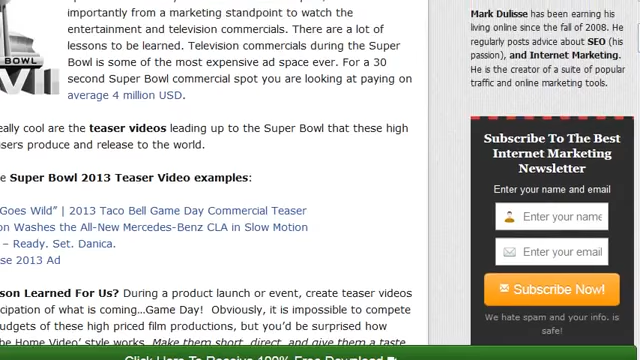 importantly from a marketing standpoint to watch the
entertainment and television commercials. There are a lot of
lessons to be learned. Television commercials during the Super
Bowl is some of the most expensive ad space ever. For a 30
second Super Bowl commercial spot you are looking at paying on
average 4 million USD.
BOWL
eally cool are the teaser videos leading up to the Super Bowl that these high
sers produce and release to the world.
e Super Bowl 2013 Teaser Video examples:
Goes Wild” | 2013 Taco Bell Game Day Commercial Teaser
on Washes the All-New Mercedes-Benz CLA in Slow Motion
– Ready. Set. Danica.
se 2013 Ad
son Learned For Us? During a product launch or event, create teaser videos
cipation of what is coming…Game Day! Obviously, it is impossible to compete
udgets of these high priced film productions, but you’d be surprised how
e Home Video’ style works. Make them short, direct, and give them a taste
Mark Dulisse has been earning his
living online since the fall of 2008. He
regularly posts advice about SEO (his
passion), and Internet Marketing.
He is the creator of a suite of popular
traffic and online marketing tools.
Subscribe To The Best
Internet Marketing
Newsletter
Enter your name and email
Enter your name
Enter your email
Subscribe Now!
We hate spam and your info. is
safe!
Click Here To Receive 100% Free Download